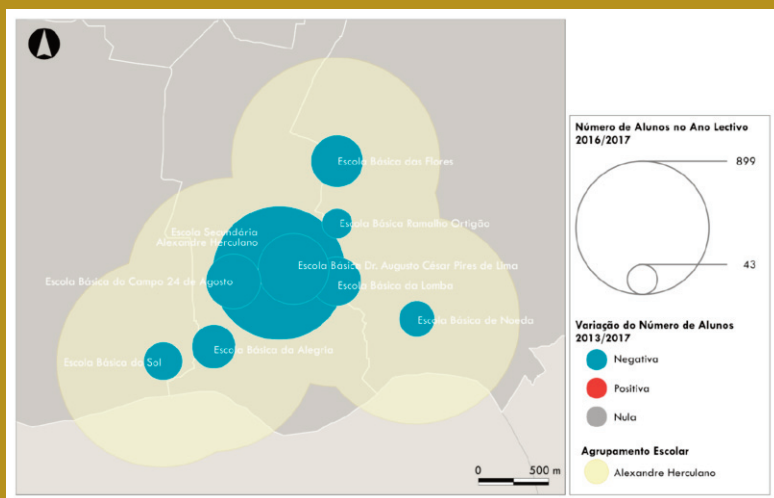 Escola Básica das Flores
Escola Básica Ramalho Ortigão
Escola Secundária
Alexandre Herculano
Escola Básica Dr. Augusto César Pires de Lima
Escola Básica do Campo 24 de Agosto
Escola Básica da Lomba
Escola Básica de Noeda
Escola Básica da Alegria
Escola Básica do Sol
0 500 m
Número de Alunos no Ano Lectivo
2016/2017
899
43
Variação do Número de Alunos
2013/2017
Negativa
Positiva
Nula
Agrupamento Escolar
Alexandre Herculano